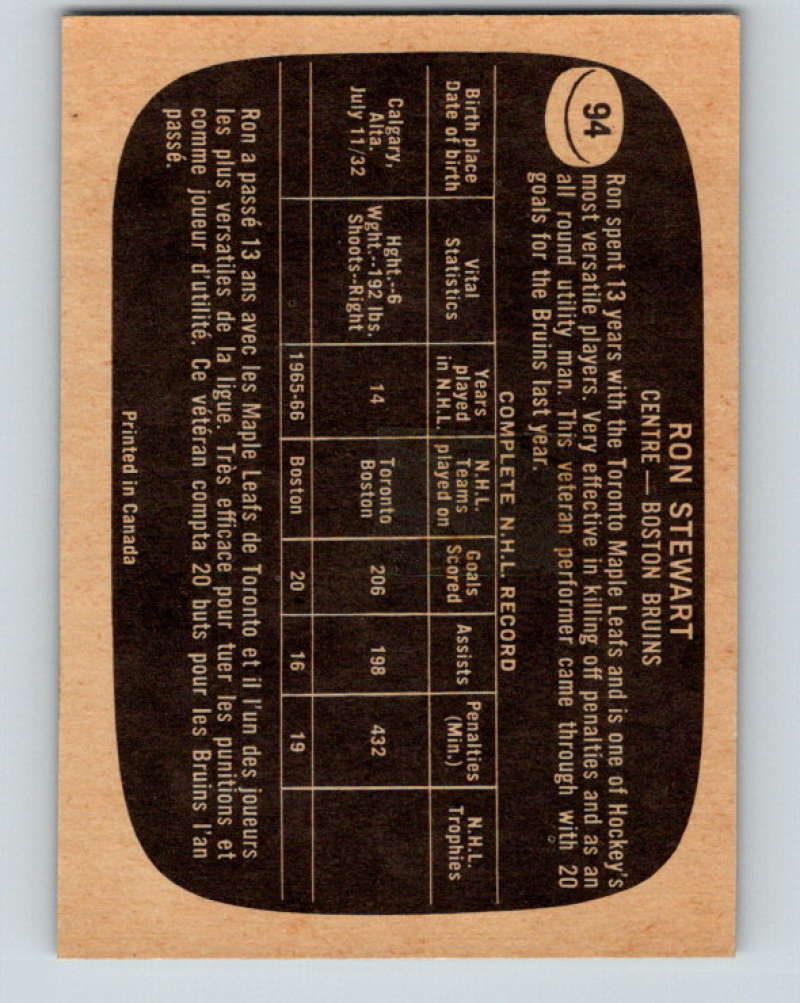 94
RON STEWART
CENTRE — BOSTON BRUINS
Ron spent 13 years with the Toronto Maple Leafs and is one of Hockey's
most versatile players. Very effective in killing off penalties and as an
all round utility man. This veteran performer came through with 20
goals for the Bruins last year.
COMPLETE N.H.L. RECORD
Birth place Vital Years N.H.L. Goals Assists Penalties N.H.L.
Date of birth Statistics played Teams Scored (Min.) Trophies
in N.H.L. played on
Calgary, Hght.--6 14 Toronto 206 198 432
Alta. Wght.--192 lbs. Boston
July 11/32 Shoots--Right
1965-66 Boston 20 16 19
Ron a passé 13 ans avec les Maple Leafs de Toronto et il l'un des joueurs
les plus versatiles de la ligue. Très efficace pour tuer les punitions et
comme joueur d'utilité. Ce vétéran compta 20 buts pour les Bruins l'an
passé.
Printed in Canada